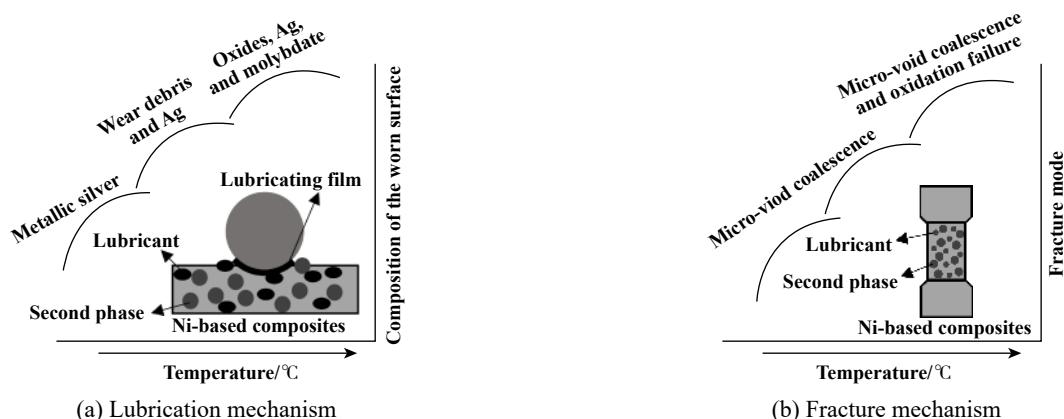 Oxides, Ag,
and molybdate
Wear debris
and Ag
Metallic silver
Lubricating film
Lubricant
Second phase
Ni-based composites
Composition of the worn surface
Temperature/℃
(a) Lubrication mechanism
Micro-void coalescence
and oxidation failure
Micro-viod coalescence
Lubricant
Second phase
Ni-based composites
Fracture mode
Temperature/℃
(b) Fracture mechanism